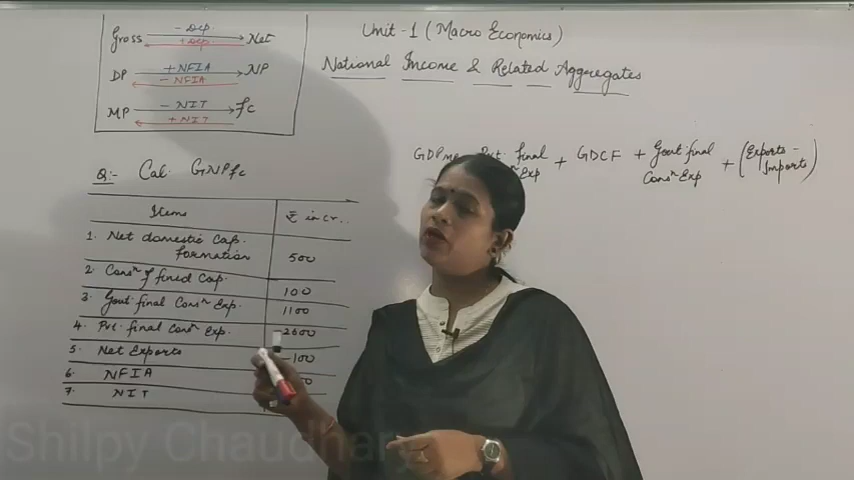 Unit-1 (Macro Economics)
National Income & Related Aggregates
Gross - Dep. Net
+ Dep.
DP + NFIA NP
- NFIA
MP - NIT fc
+ NIT
Q:- Cal. GNPfc
Items ₹ in cr..
1. Net domestic Cap. formation 500
2. Consn of fixed Cap. 100
3. Govt final Consn Exp. 1100
4. Pvt. final Consn Exp. 2600
5. Net Exports -100
6. NFIA
7. NIT
GDPMP Pvt. final Exp + GDCF + Govt final Consn Exp + (Exports - Imports)
Shilpy Chaudhary